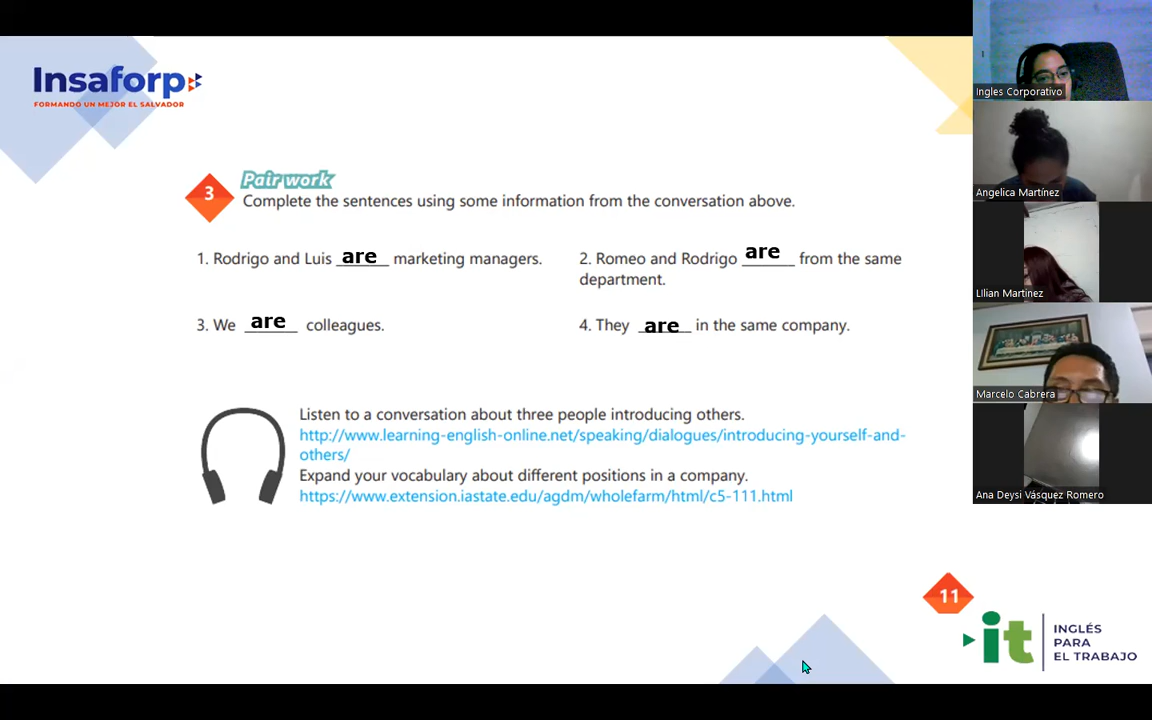 Insaforp
FORMANDO UN MEJOR EL SALVADOR
3
Pair work
Complete the sentences using some information from the conversation above.
1. Rodrigo and Luis are marketing managers.
2. Romeo and Rodrigo are from the same
department.
3. We are colleagues.
4. They are in the same company.
Listen to a conversation about three people introducing others.
http://www.learning-english-online.net/speaking/dialogues/introducing-yourself-and-
others/
Expand your vocabulary about different positions in a company.
https://www.extension.iastate.edu/agdm/wholefarm/html/c5-111.html
11
it
INGLÉS
PARA
EL TRABAJO
Ingles Corporativo
Angelica Martínez
LIlian Martinez
Marcelo Cabrera
Ana Deysi Vásquez Romero